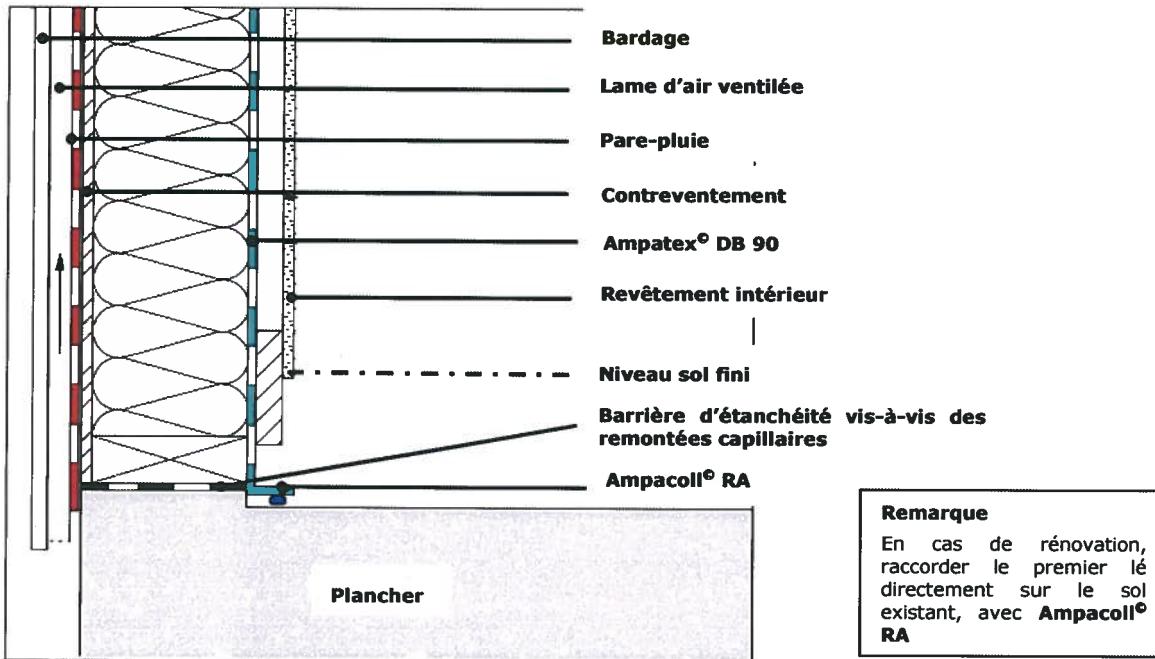 Bardage
Lame d'air ventilée
Pare-pluie
Contreventement
Ampatex© DB 90
Revêtement intérieur
Niveau sol fini
Barrière d'étanchéité vis-à-vis des
remontées capillaires
Ampacoll© RA
Plancher
Remarque
En cas de rénovation,
raccorder le premier lé
directement sur le sol
existant, avec Ampacoll©
RA